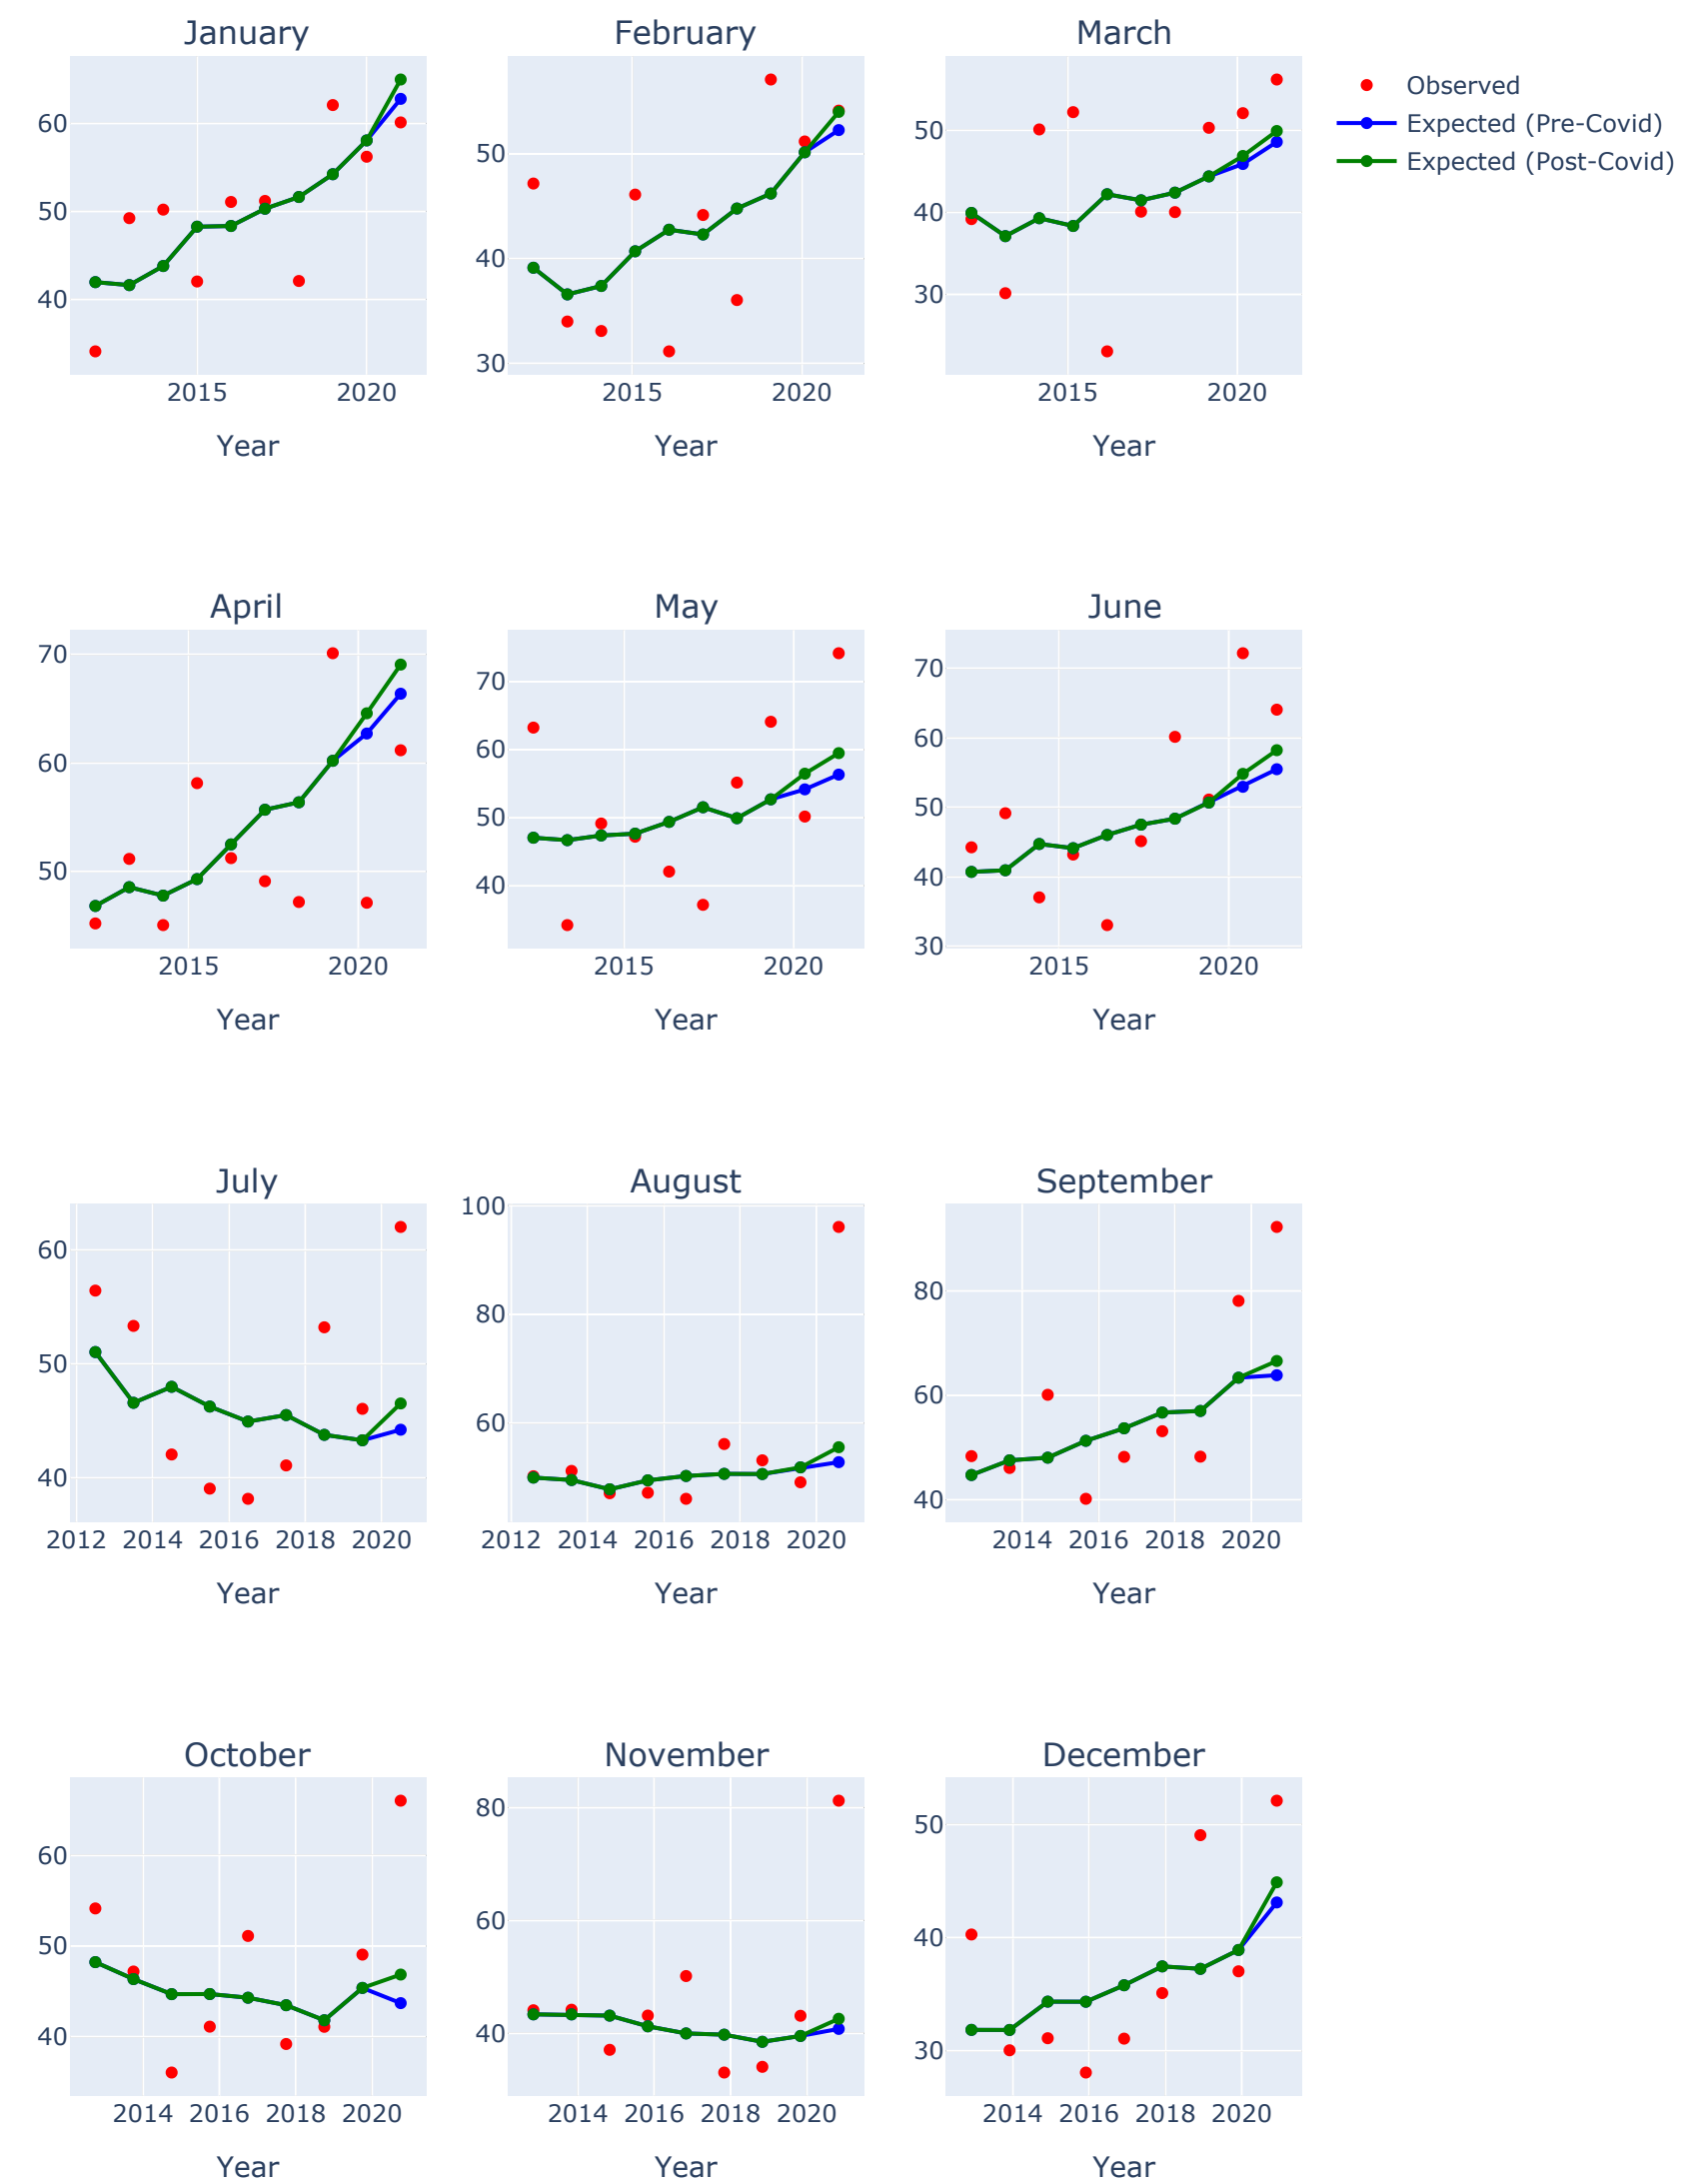 January February March
Observed
Expected (Pre-Covid)
Expected (Post-Covid)
60
50
40
2015 2020
Year
50
40
30
2015 2020
Year
50
40
30
2015 2020
Year
April May June
70
60
50
2015 2020
Year
70
60
50
40
2015 2020
Year
70
60
50
40
30
2015 2020
Year
July August September
60
50
40
2012 2014 2016 2018 2020
Year
100
80
60
2012 2014 2016 2018 2020
Year
80
60
40
2014 2016 2018 2020
Year
October November December
60
50
40
2014 2016 2018 2020
Year
80
60
40
2014 2016 2018 2020
Year
50
40
30
2014 2016 2018 2020
Year